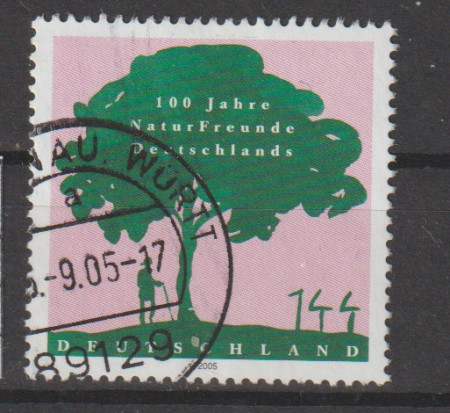 100 Jahre
NaturFreunde
Deutschlands
NAU, WÜRTT
a
-9.05-17
89129
144
DEUTSCHLAND
2005